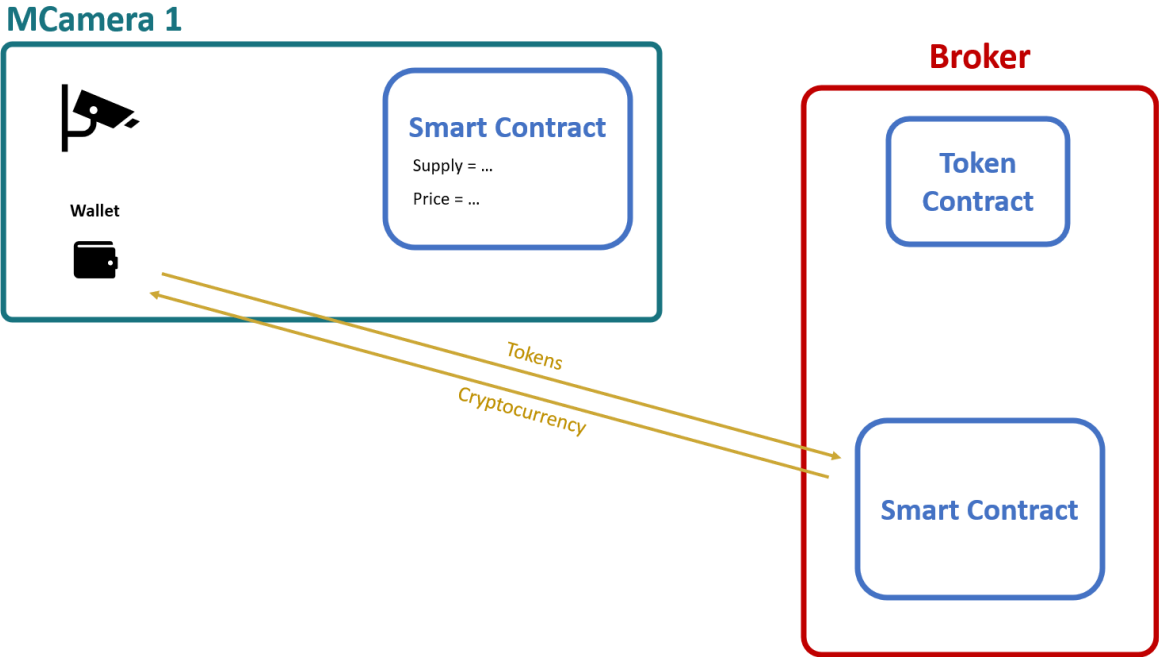 MCamera 1
Broker
Smart Contract
Supply = ...
Price = ...
Token
Contract
Wallet
Tokens
Cryptocurrency
Smart Contract